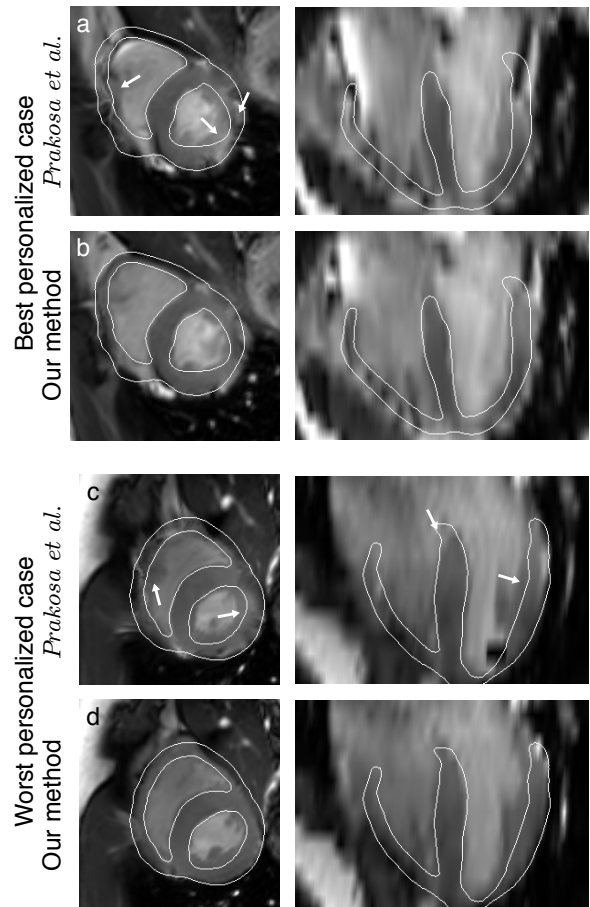 Best personalized case
Prakosa et al.
Our method
a
b
Worst personalized case
Prakosa et al.
Our method
c
d